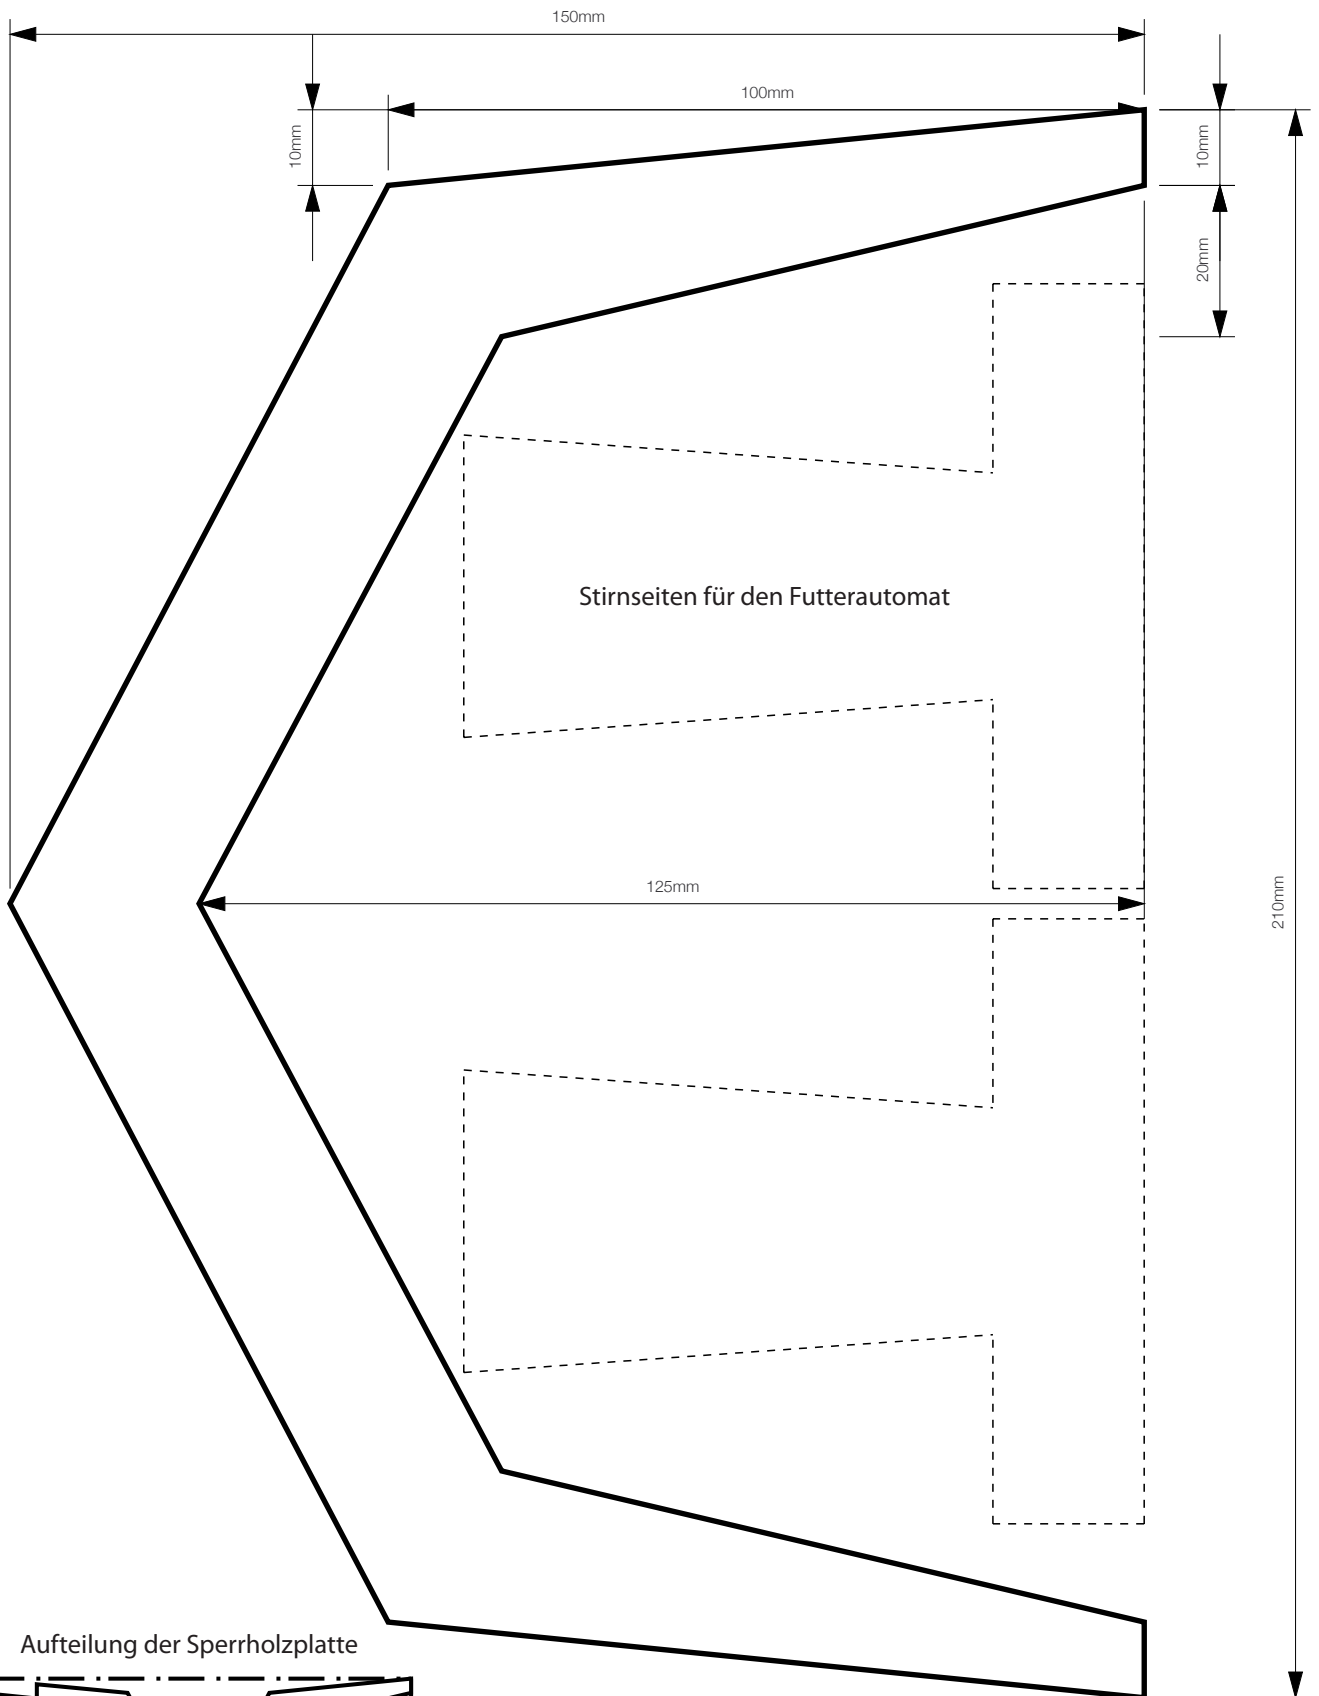 150mm
100mm
10mm
10mm
20mm
Stirnseiten für den Futterautomat
125mm
210mm
Aufteilung der Sperrholzplatte